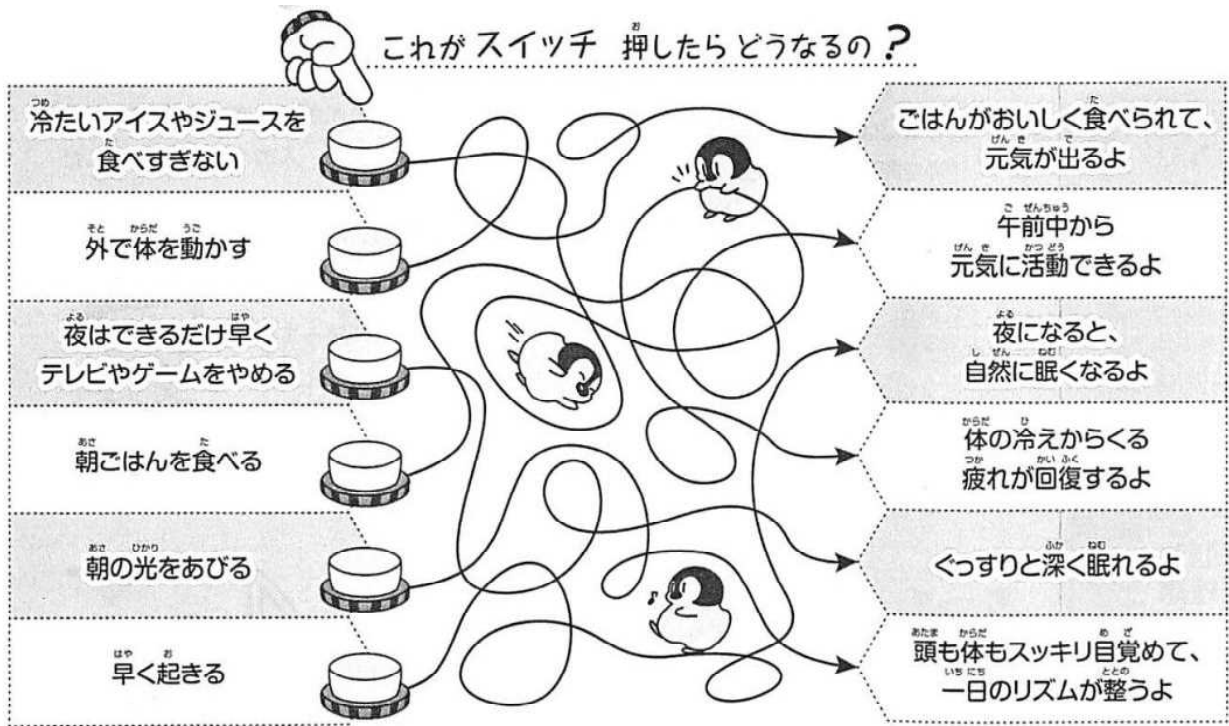 これがスイッチ 押したらどうなるの?
冷たいアイスやジュースを
食べすぎない
外で体を動かす
夜はできるだけ早く
テレビやゲームをやめる
朝ごはんを食べる
朝の光をあびる
早く起きる
ごはんがおいしく食べられて、
元気が出るよ
午前中から
元気に活動できるよ
夜になると、
自然に眠くなるよ
体の冷えからくる
疲れが回復するよ
ぐっすりと深く眠れるよ
頭も体もスッキリ目覚めて、
一日のリズムが整うよ